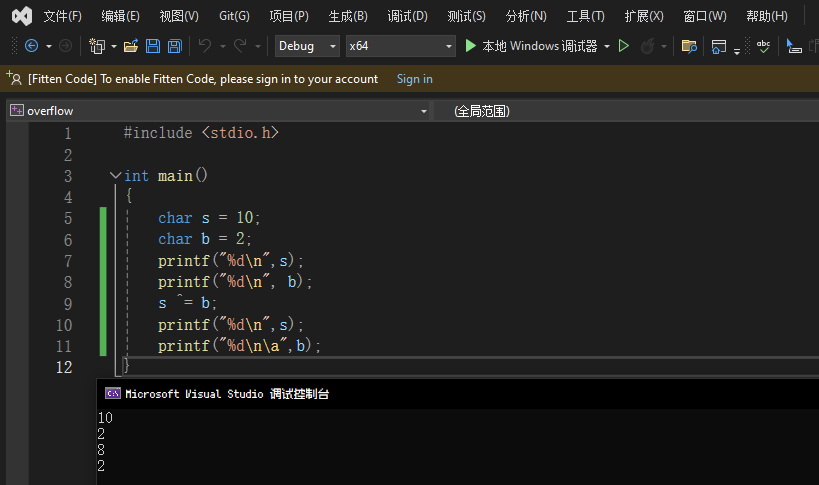 文件(F) 编辑(E) 视图(V) Git(G) 项目(P) 生成(B) 调试(D) 测试(S) 分析(N) 工具(T) 扩展(X) 窗口(W) 帮助(H)
Debug x64 本地 Windows 调试器 abc
[Fitten Code] To enable Fitten Code, please sign in to your account Sign in
overflow (全局范围)
1 #include <stdio.h>
2
3 int main()
4 {
5 char s = 10;
6 char b = 2;
7 printf("%d\n",s);
8 printf("%d\n", b);
9 s ^= b;
10 printf("%d\n",s);
11 printf("%d\n\a",b);
12 }
Microsoft Visual Studio 调试控制台
10
2
8
2